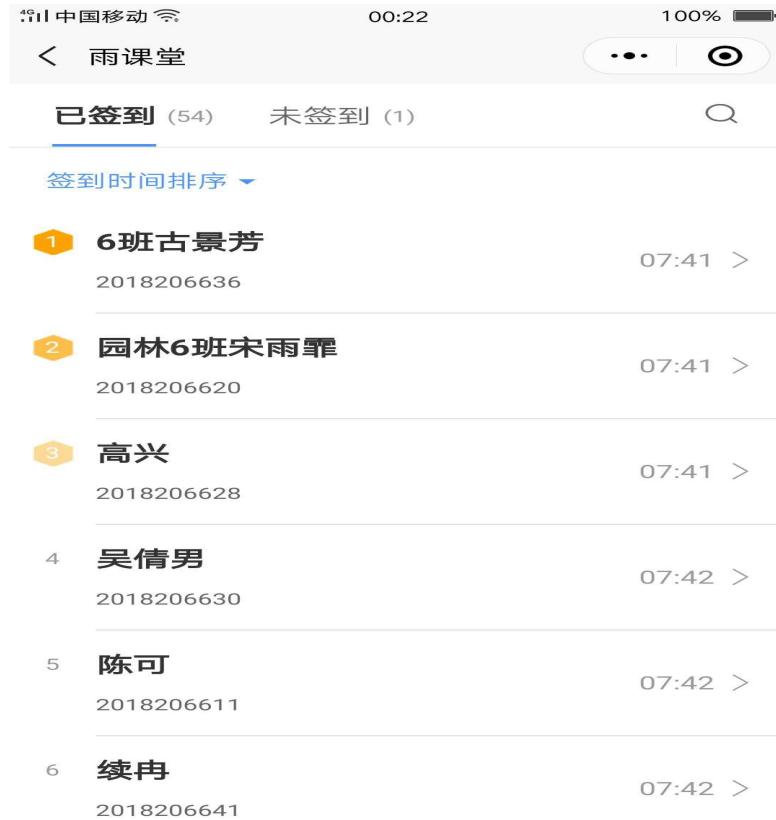 4G 中国移动 00:22 100%
雨课堂
已签到 (54) 未签到 (1)
签到时间排序
1 6班古景芳 07:41
2018206636
2 园林6班宋雨霏 07:41
2018206620
3 高兴 07:41
2018206628
4 吴倩男 07:42
2018206630
5 陈可 07:42
2018206611
6 续冉 07:42
2018206641